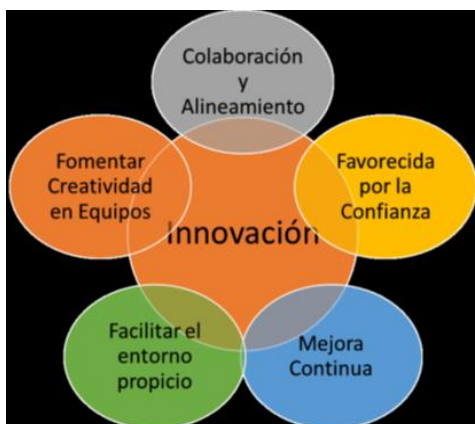 Colaboración
y
Alineamiento
Fomentar
Creatividad
en Equipos
Favorecida
por la
Confianza
Innovación
Facilitar el
entorno
propicio
Mejora
Continua